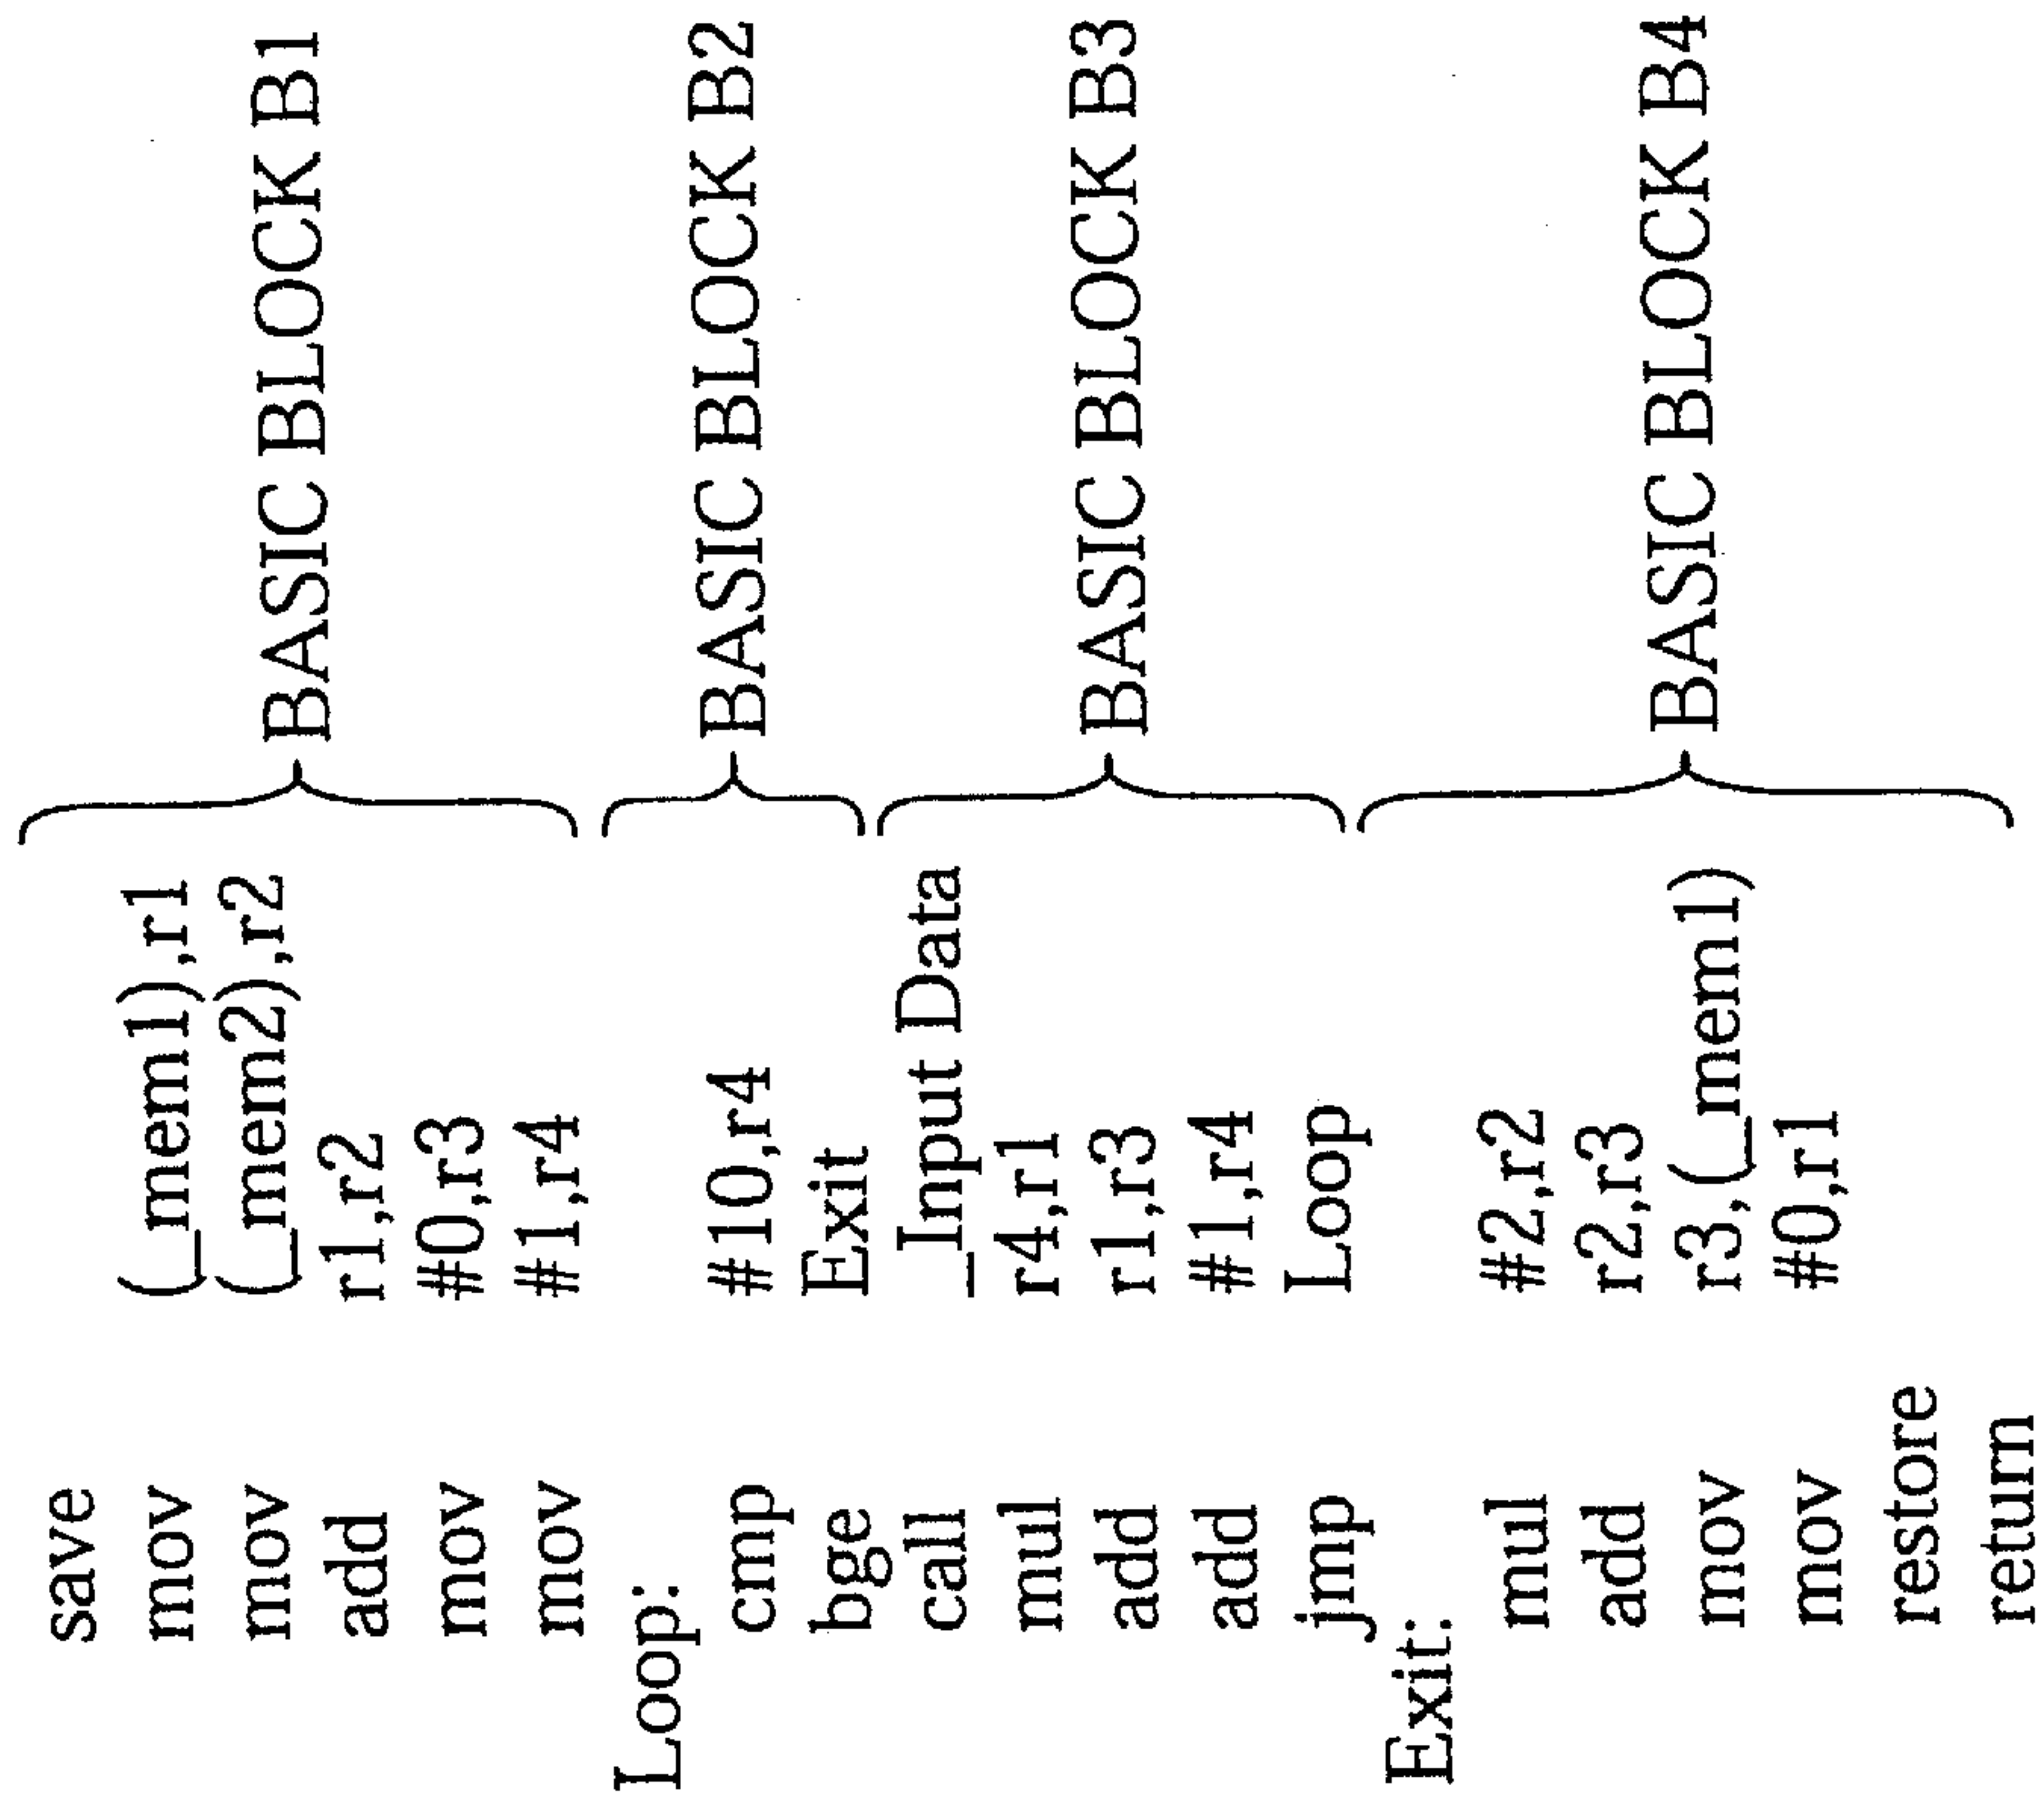 save
mov (_mem1),r1
mov (_mem2),r2
add r1,r2
mov #0,r3
mov #1,r4
BASIC BLOCK B1
Loop:
cmp #10,r4
bge Exit
BASIC BLOCK B2
call _Input Data
mul r4,r1
add r1,r3
add #1,r4
jmp Loop
BASIC BLOCK B3
Exit:
mul #2,r2
add r2,r3
mov r3,(_mem1)
mov #0,r1
restore
return
BASIC BLOCK B4